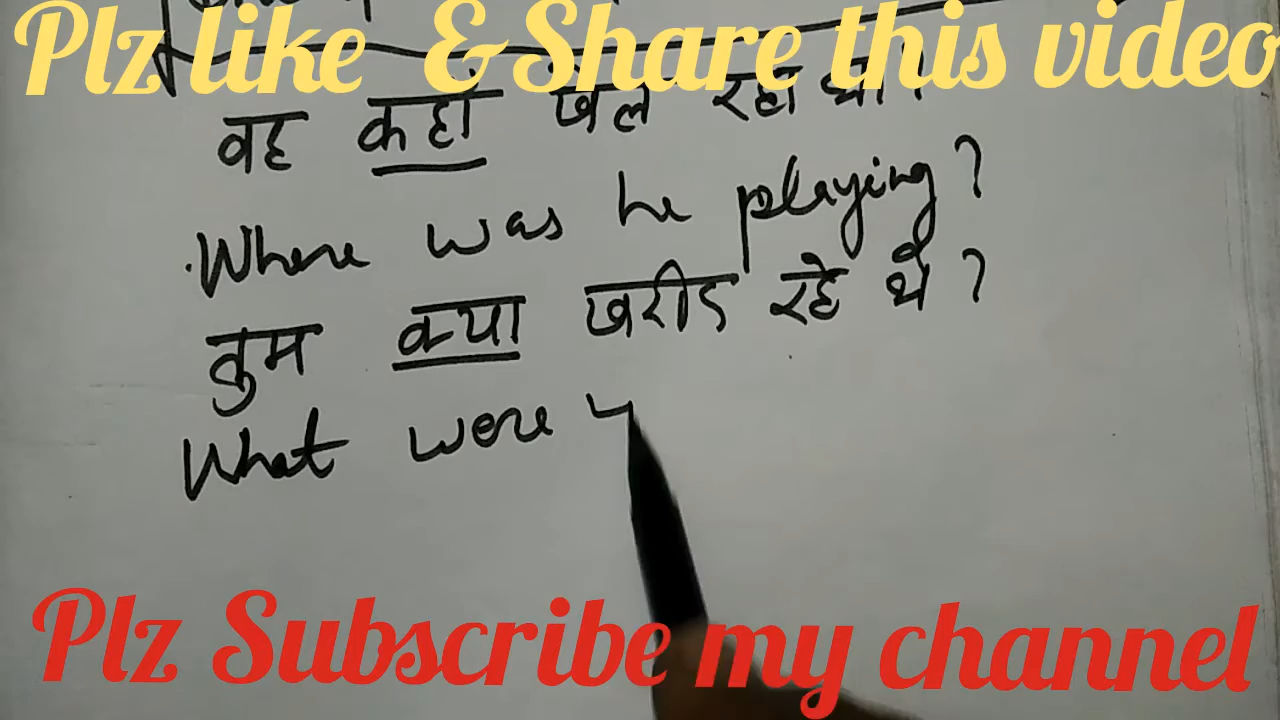 Plz like & Share this video
वह कहाँ खेल रहा था?
Where was he playing?
तुम क्या खरीद रहे थे?
What were y
Plz Subscribe my channel